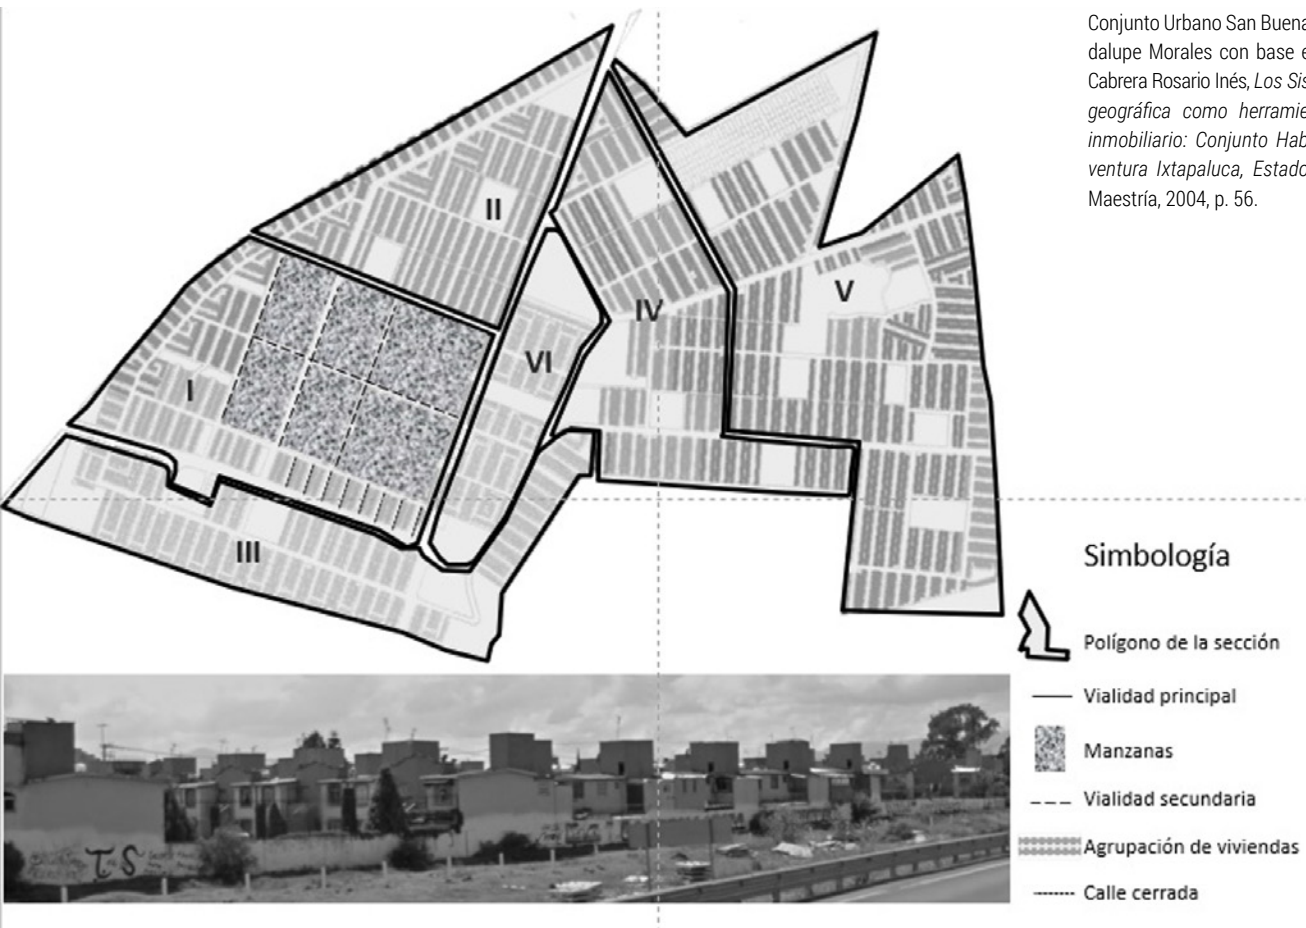 Conjunto Urbano San Buena
dalupe Morales con base e
Cabrera Rosario Inés, Los Sis
geográfica como herramie
inmobiliario: Conjunto Hab
ventura Ixtapaluca, Estado
Maestría, 2004, p. 56.
II
IV
V
VI
I
III
Simbología
Polígono de la sección
Vialidad principal
Manzanas
Vialidad secundaria
Agrupación de viviendas
Calle cerrada
TS